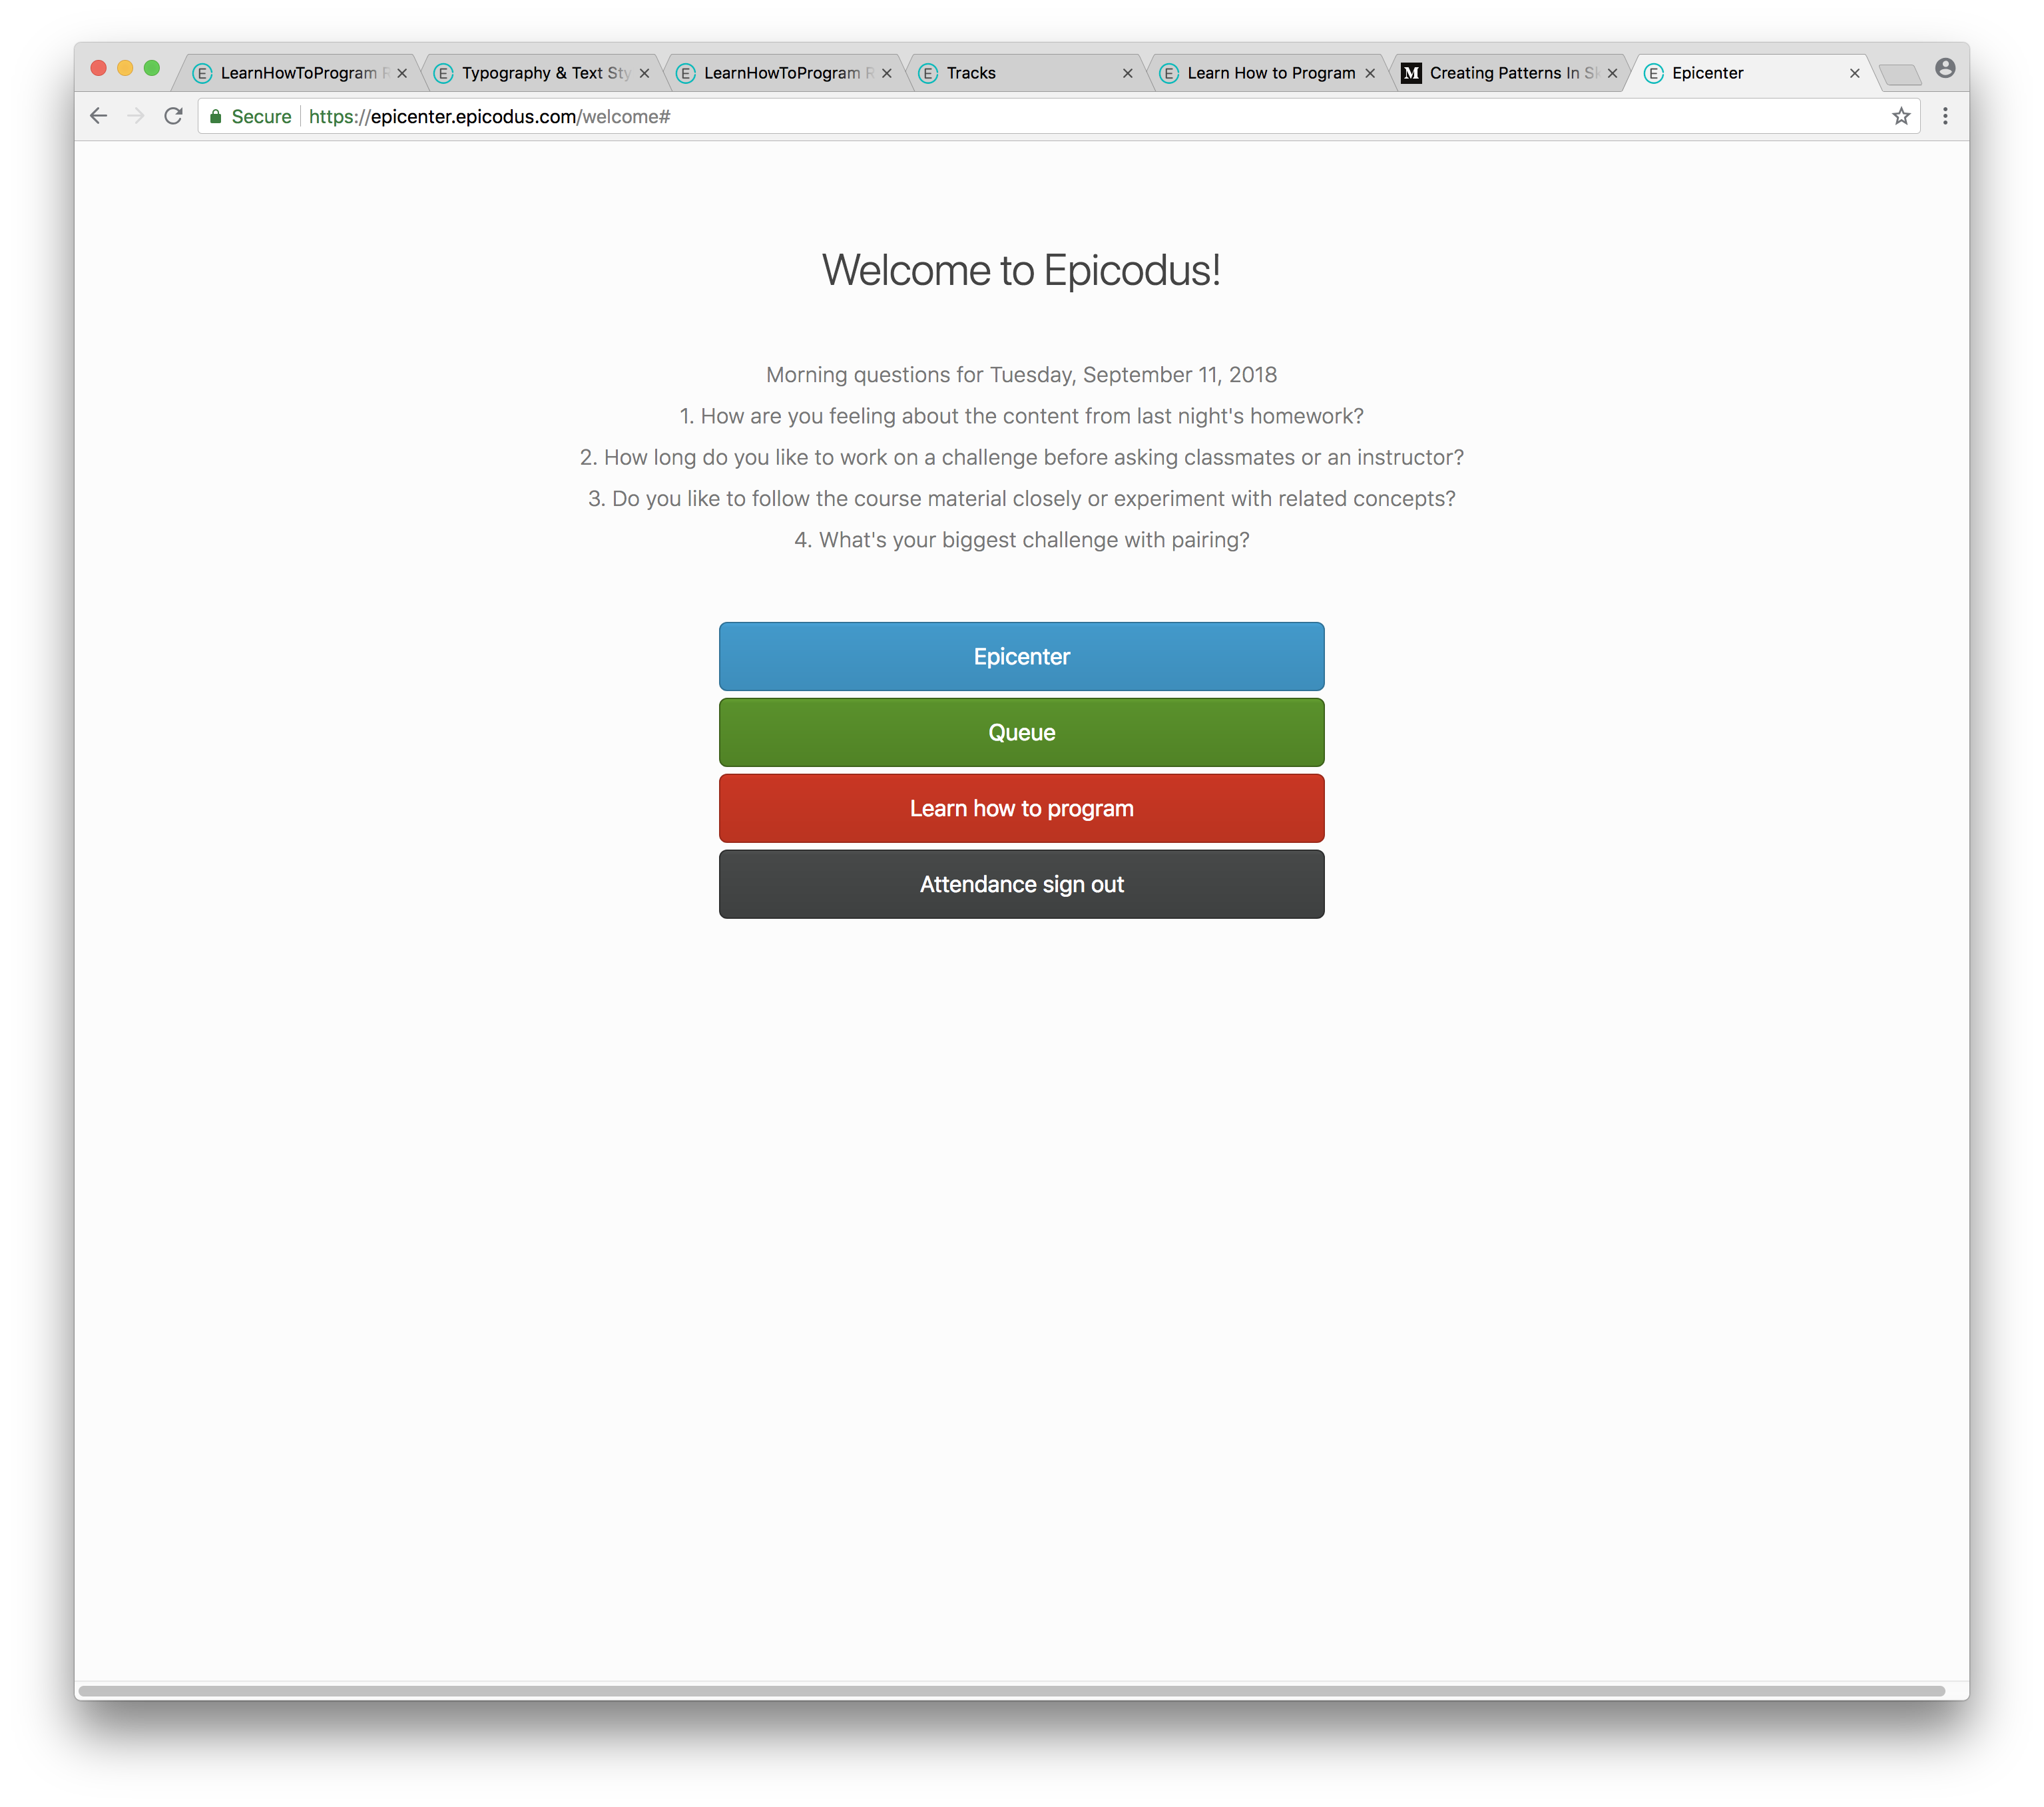 LearnHowToProgram
Typography & Text Sty
LearnHowToProgram
Tracks
Learn How to Program
M
Creating Patterns In Sk
Epicenter
Secure
https://epicenter.epicodus.com/welcome#
Welcome to Epicodus!
Morning questions for Tuesday, September 11, 2018
1. How are you feeling about the content from last night's homework?
2. How long do you like to work on a challenge before asking classmates or an instructor?
3. Do you like to follow the course material closely or experiment with related concepts?
4. What's your biggest challenge with pairing?
Epicenter
Queue
Learn how to program
Attendance sign out